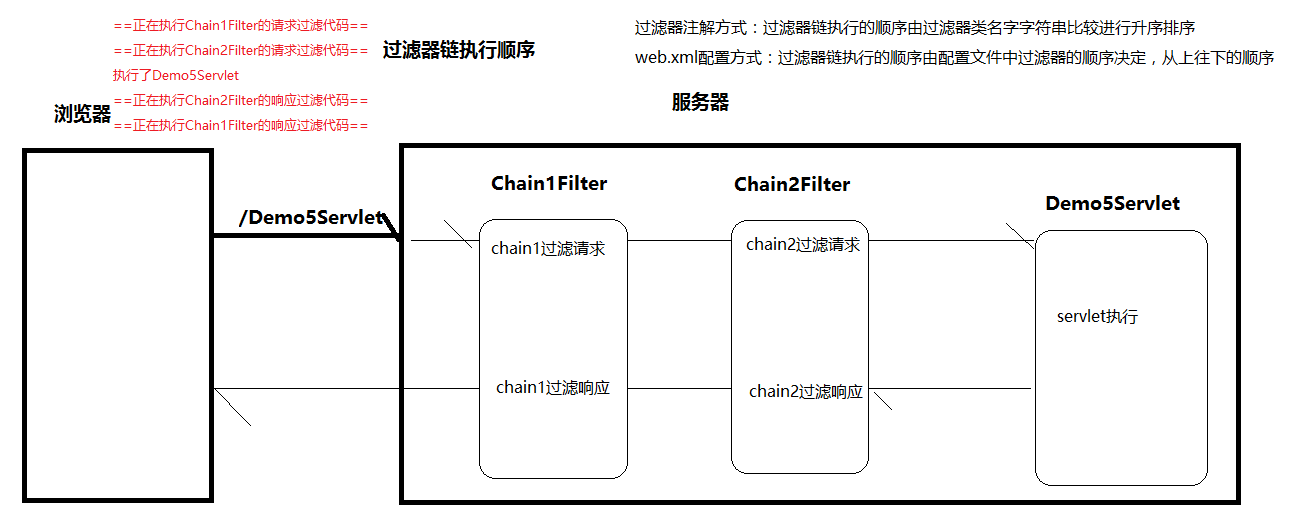 ==正在执行Chain1Filter的请求过滤代码==
==正在执行Chain2Filter的请求过滤代码==
执行了Demo5Servlet
==正在执行Chain2Filter的响应过滤代码==
==正在执行Chain1Filter的响应过滤代码==
过滤器链执行顺序
过滤器注解方式：过滤器链执行的顺序由过滤器类名字字符串比较进行升序排序
web.xml配置方式：过滤器链执行的顺序由配置文件中过滤器的顺序决定，从上往下的顺序
浏览器
服务器
/Demo5Servlet
Chain1Filter
Chain2Filter
Demo5Servlet
chain1过滤请求
chain2过滤请求
servlet执行
chain1过滤响应
chain2过滤响应